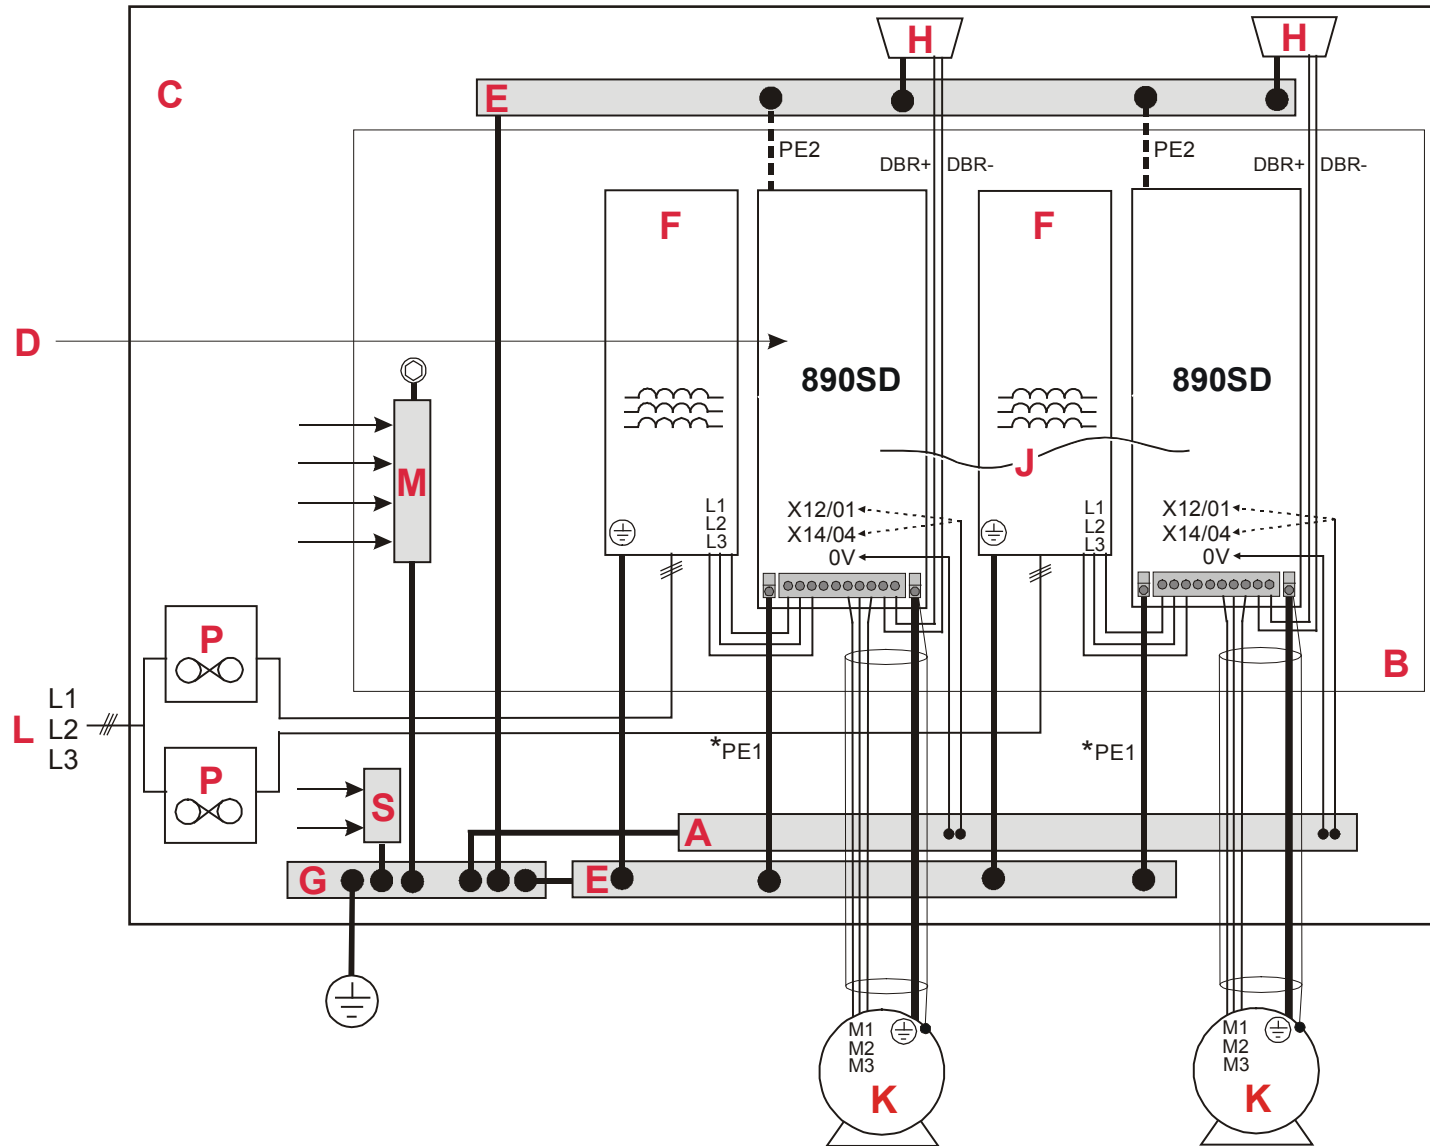 H
H
C
E
PE2
DBR+
DBR-
PE2
DBR+
DBR-
F
F
D
890SD
890SD
M
J
L1
L2
L3
X12/01
X14/04
0V
L1
L2
L3
X12/01
X14/04
0V
P
B
L
L1
L2
L3
*PE1
*PE1
P
S
A
G
E
M1
M2
M3
K
M1
M2
M3
K